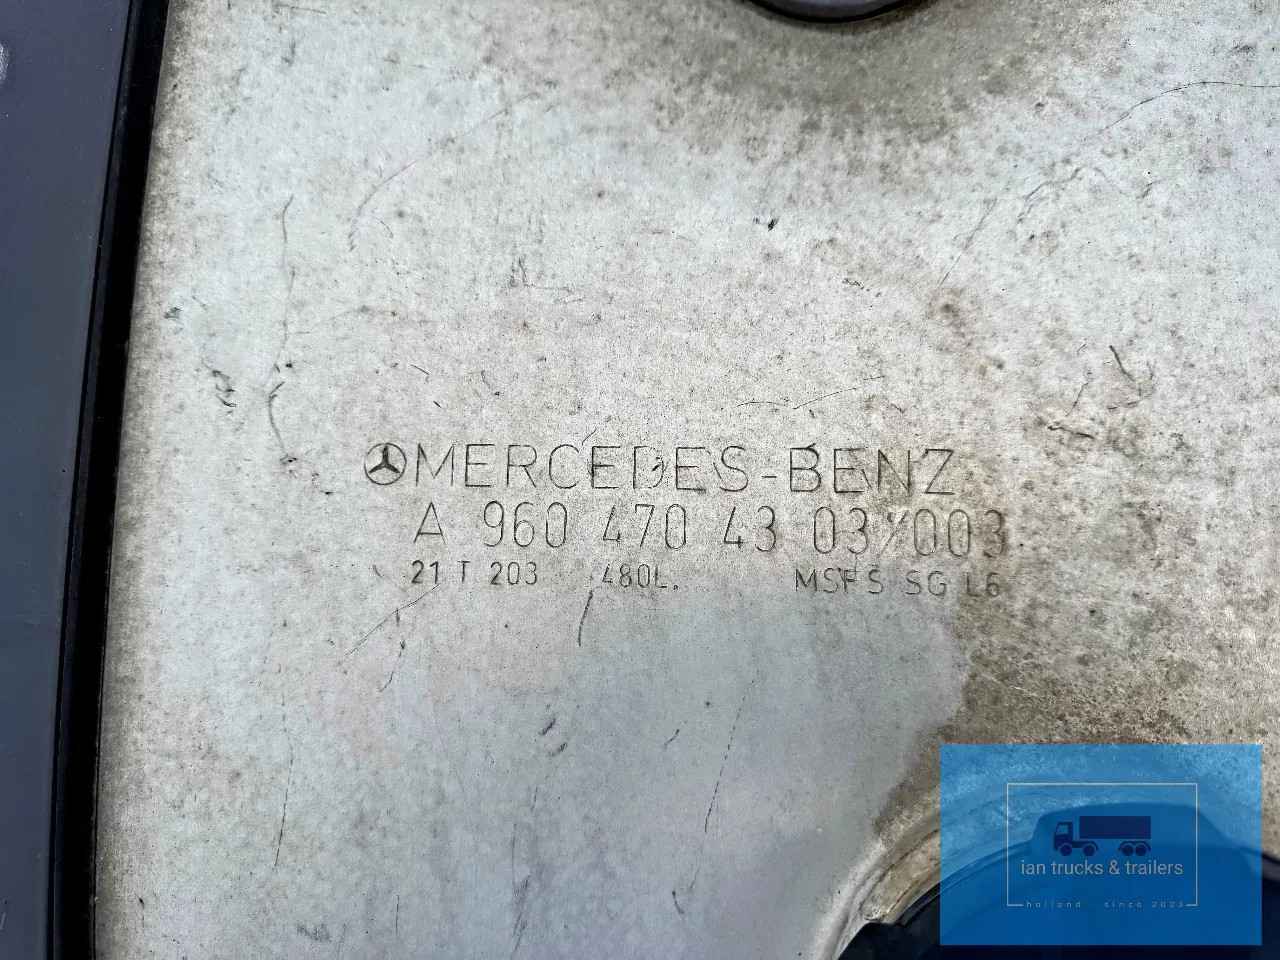 MERCEDES-BENZ
A 960 470 43 03/003
21 T 203 480L. MSFS SG L6
ian trucks & trailers
holland since 2023